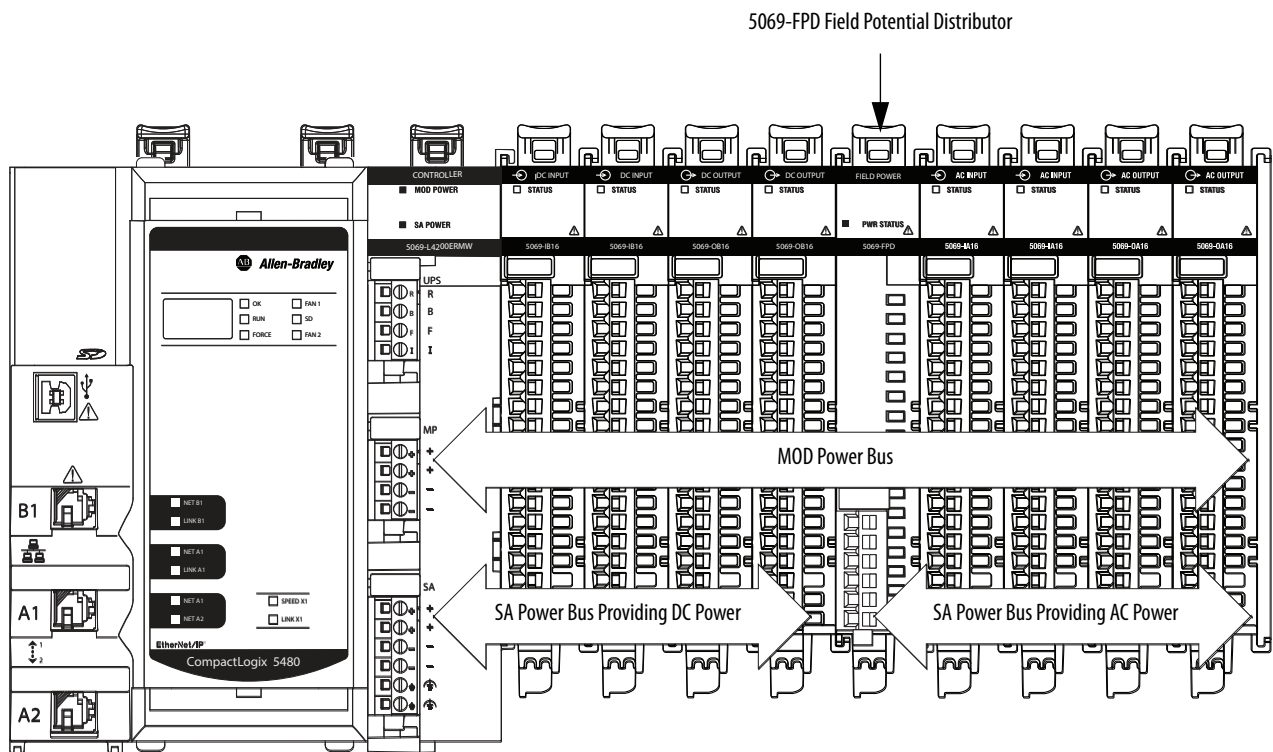 5069-FPD Field Potential Distributor
CONTROLLER
MOD POWER
SA POWER
5069-L4200ERMW
DC INPUT
STATUS
5069-IB16
DC INPUT
STATUS
5069-IB16
DC OUTPUT
STATUS
5069-OB16
DC OUTPUT
STATUS
5069-OB16
FIELD POWER
PWR STATUS
5069-FPD
AC INPUT
STATUS
5069-IA16
AC INPUT
STATUS
5069-IA16
AC OUTPUT
STATUS
5069-OA16
AC OUTPUT
STATUS
5069-OA16
AB Allen-Bradley
OK
FAN 1
RUN
SD
FORCE
FAN 2
SD
UPS
R R
B B
F F
I I
MP
+ +
+ +
- -
- -
MOD Power Bus
B1
NET B1
LINK B1
NET A1
LINK A1
A1
NET A1
NET A2
SPEED X1
LINK X1
1
2
EtherNet/IP
CompactLogix 5480
A2
SA
+ +
+ +
- -
- -
SA Power Bus Providing DC Power
SA Power Bus Providing AC Power